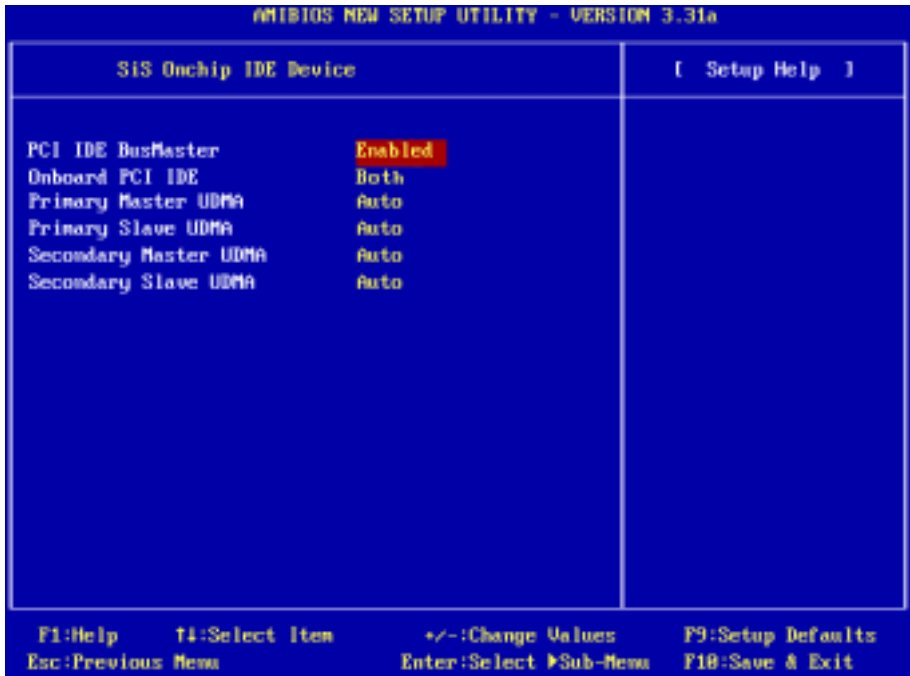 AMIBIOS NEW SETUP UTILITY - VERSION 3.31a
SiS Onchip IDE Device
[ Setup Help ]
PCI IDE BusMaster Enabled
Onboard PCI IDE Both
Primary Master UDMA Auto
Primary Slave UDMA Auto
Secondary Master UDMA Auto
Secondary Slave UDMA Auto
F1:Help ↑↓:Select Item +/-:Change Values F9:Setup Defaults
Esc:Previous Menu Enter:Select ▶Sub-Menu F10:Save & Exit